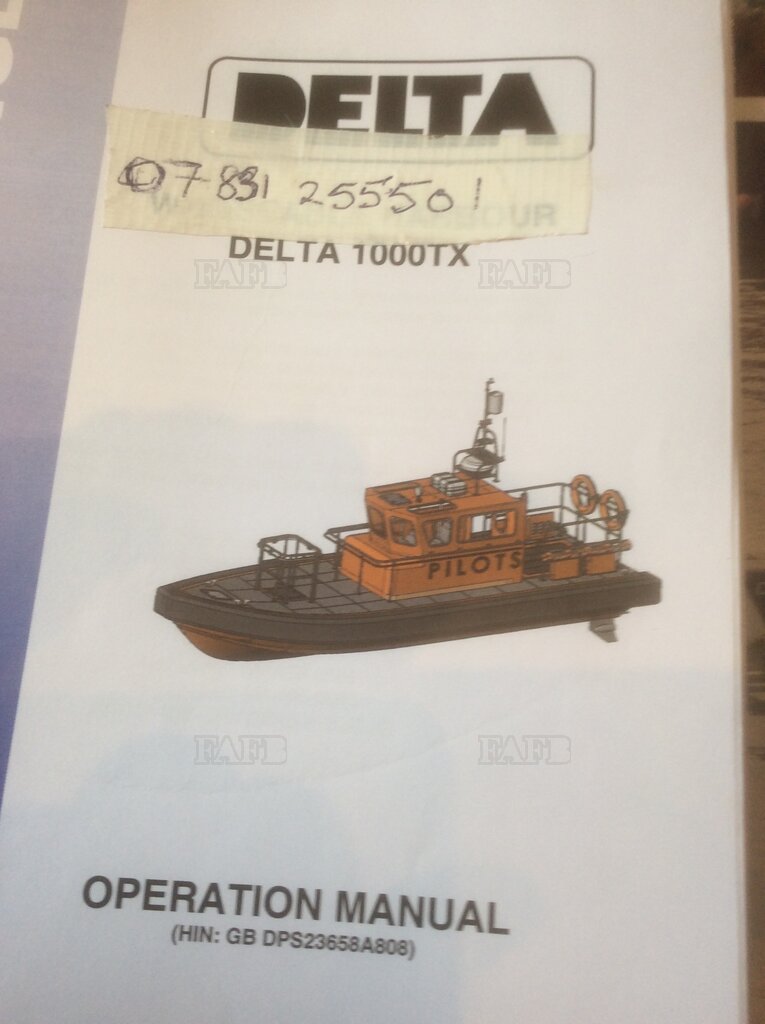 DELTA
07831 255501
DELTA 1000TX
FAFB FAFB
PILOTS
FAFB FAFB
OPERATION MANUAL
(HIN: GB DPS23658A808)